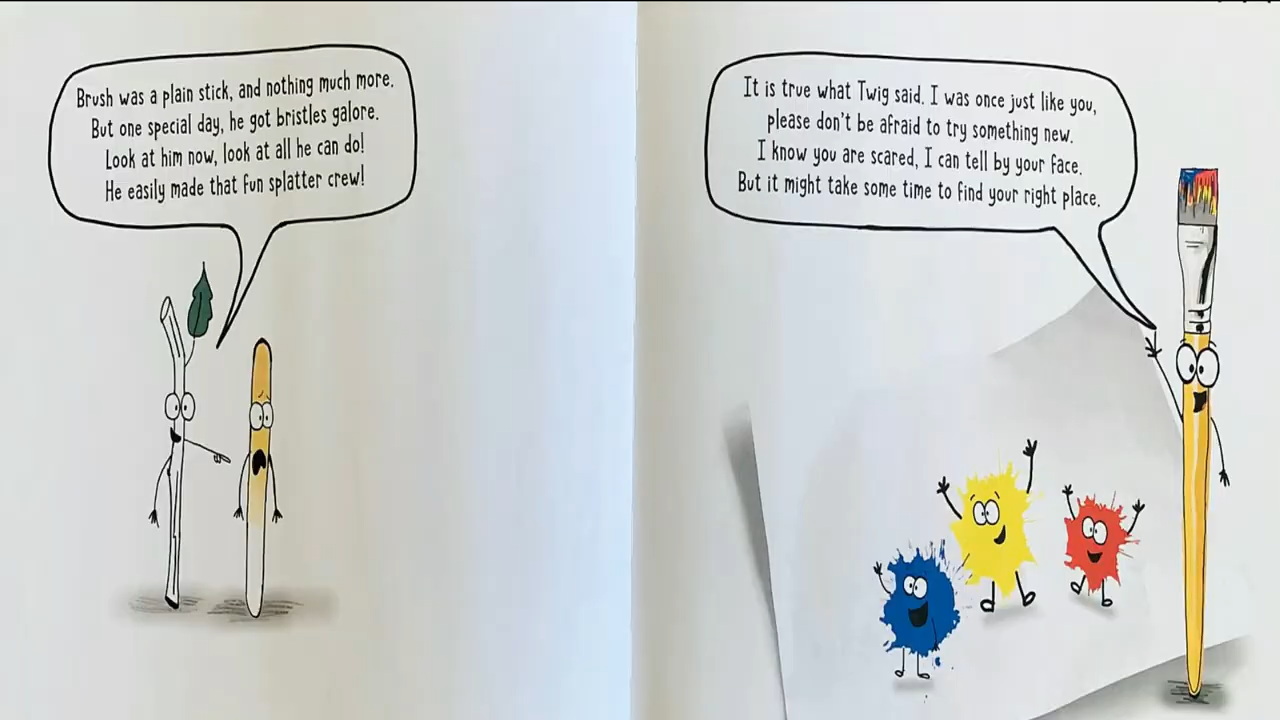 Brush was a plain stick, and nothing much more.
But one special day, he got bristles galore.
Look at him now, look at all he can do!
He easily made that fun splatter crew!
It is true what Twig said. I was once just like you,
please don't be afraid to try something new.
I know you are scared, I can tell by your face.
But it might take some time to find your right place.